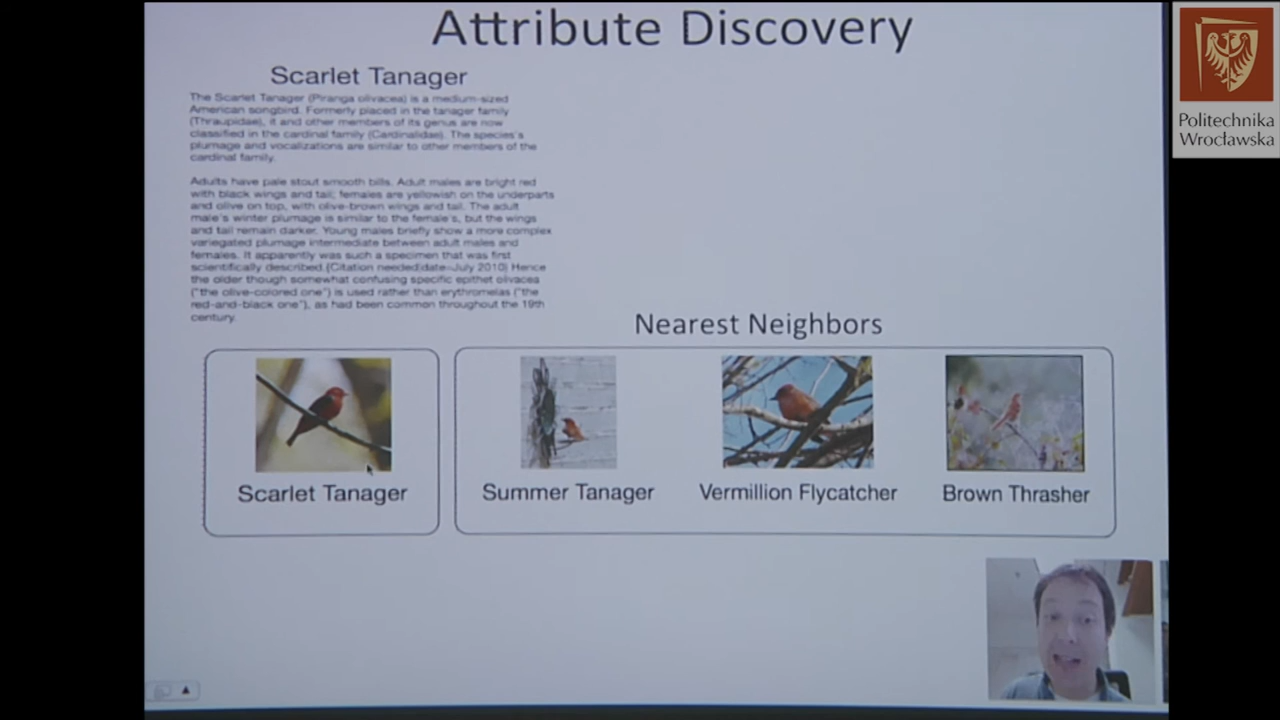 Attribute Discovery
Scarlet Tanager
The Scarlet Tanager (Piranga olivacea) is a medium-sized
American songbird. Formerly placed in the tanager family
(Thraupidae), it and other members of its genus are now
classified in the cardinal family (Cardinalidae). The species's
plumage and vocalizations are similar to other members of the
cardinal family.
Adults have pale stout smooth bills. Adult males are bright red
with black wings and tail; females are yellowish on the underparts
and olive on top, with olive-brown wings and tail. The adult
male's winter plumage is similar to the female's, but the wings
and tail remain darker. Young males briefly show a more complex
variegated plumage intermediate between adult males and
females. It apparently was such a specimen that was first
scientifically described.{Citation needed|date=July 2010} Hence
the older though somewhat confusing specific epithet olivacea
("the olive-colored one") is used rather than erythromelas ("the
red-and-black one"), as had been common throughout the 19th
century.
Nearest Neighbors
Scarlet Tanager
Summer Tanager
Vermillion Flycatcher
Brown Thrasher
Politechnika
Wrocławska